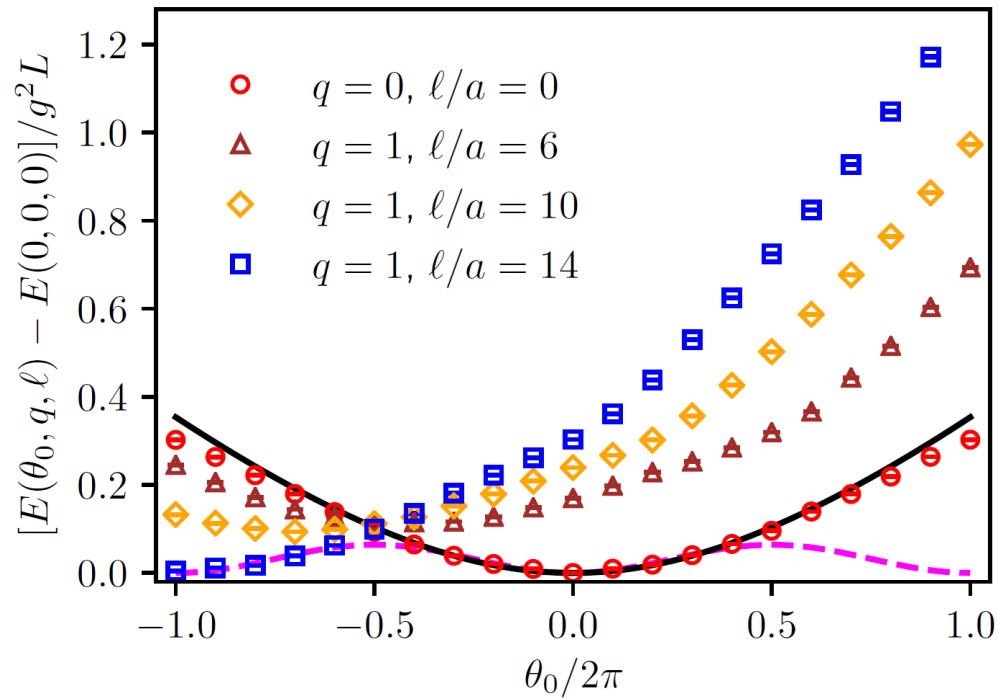 [E(θ₀, q, ℓ) − E(0, 0, 0)]/g²L
1.2
1.0
0.8
0.6
0.4
0.2
0.0
q = 0, ℓ/a = 0
q = 1, ℓ/a = 6
q = 1, ℓ/a = 10
q = 1, ℓ/a = 14
−1.0 −0.5 0.0 0.5 1.0
θ₀/2π